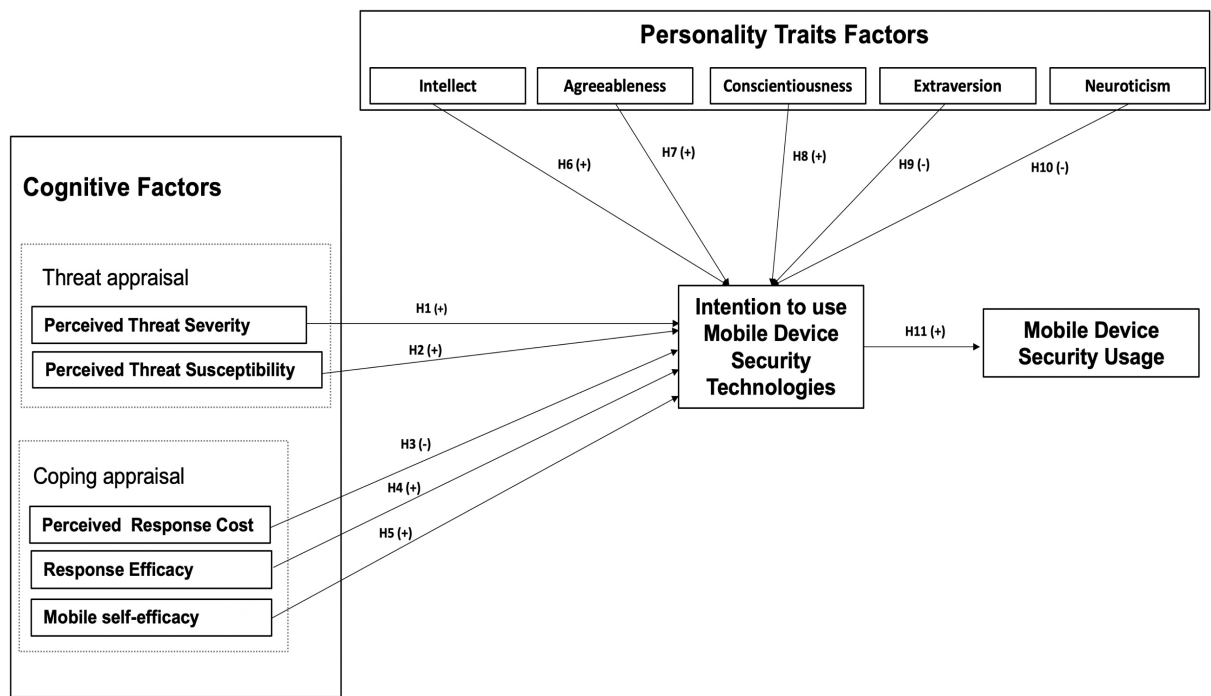 Personality Traits Factors
Intellect
Agreeableness
Conscientiousness
Extraversion
Neuroticism
H6 (+)
H7 (+)
H8 (+)
H9 (-)
H10 (-)
Cognitive Factors
Threat appraisal
Perceived Threat Severity
Perceived Threat Susceptibility
H1 (+)
H2 (+)
Coping appraisal
Perceived Response Cost
Response Efficacy
Mobile self-efficacy
H3 (-)
H4 (+)
H5 (+)
Intention to use
Mobile Device
Security
Technologies
H11 (+)
Mobile Device
Security Usage